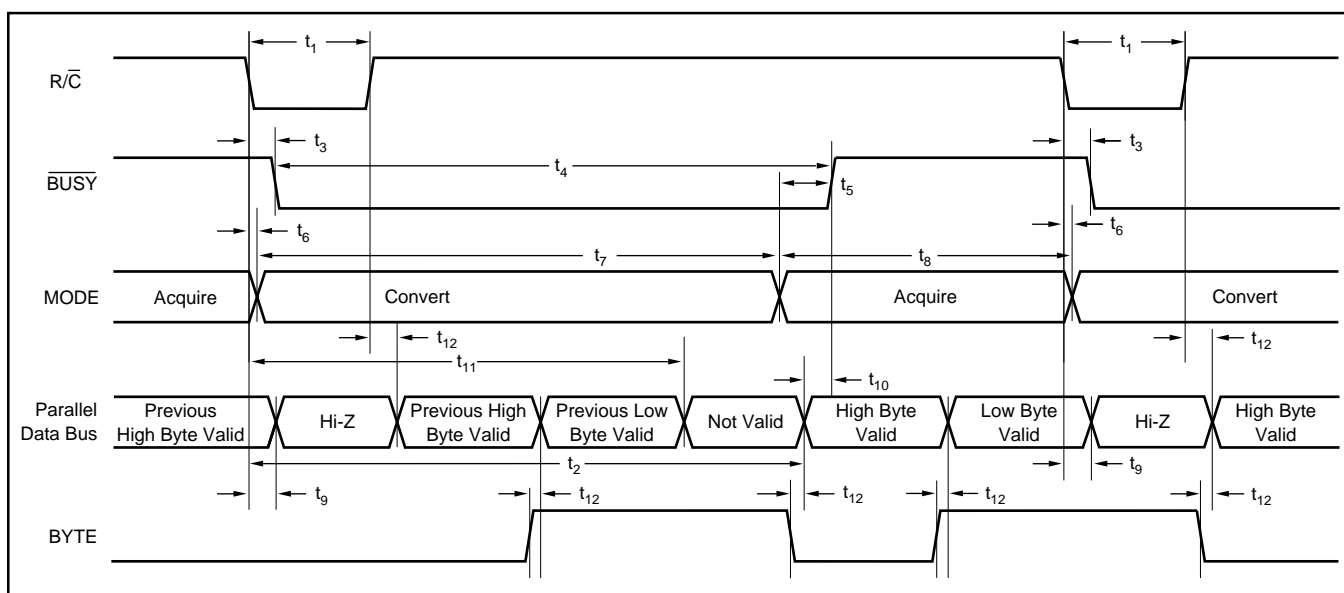 t1 t1
R/C̅
t3 t3
t4
B̅U̅S̅Y̅
t5
t6 t6
t7 t8
MODE Acquire Convert Acquire Convert
t12 t12
t11
t10
Parallel Data Bus
Previous High Byte Valid
Hi-Z
Previous High Byte Valid
Previous Low Byte Valid
Not Valid
High Byte Valid
Low Byte Valid
Hi-Z
High Byte Valid
t2
t9 t12 t12 t12 t9 t12
BYTE